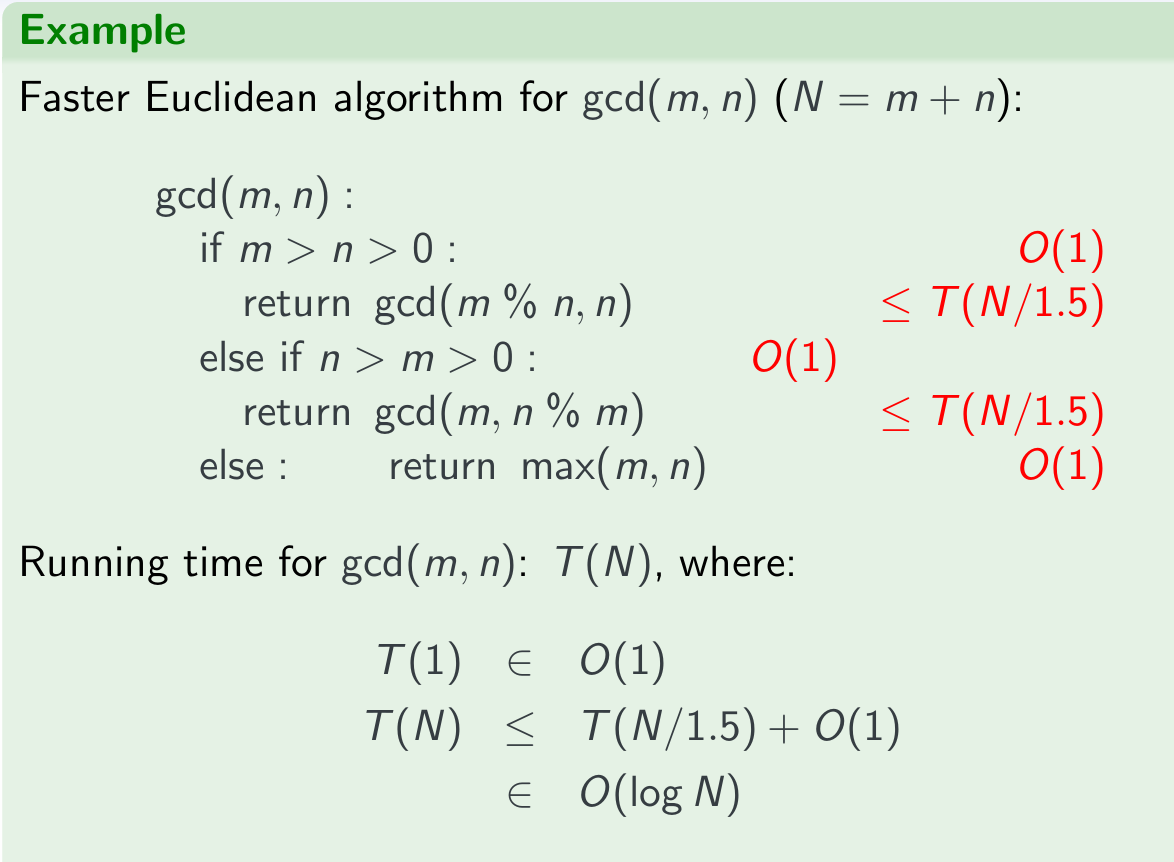 Example
Faster Euclidean algorithm for gcd(m, n) (N = m + n):
gcd(m, n) :
if m > n > 0 : O(1)
return gcd(m % n, n) ≤ T(N/1.5)
else if n > m > 0 : O(1)
return gcd(m, n % m) ≤ T(N/1.5)
else : return max(m, n) O(1)
Running time for gcd(m, n): T(N), where:
T(1) ∈ O(1)
T(N) ≤ T(N/1.5) + O(1)
∈ O(log N)